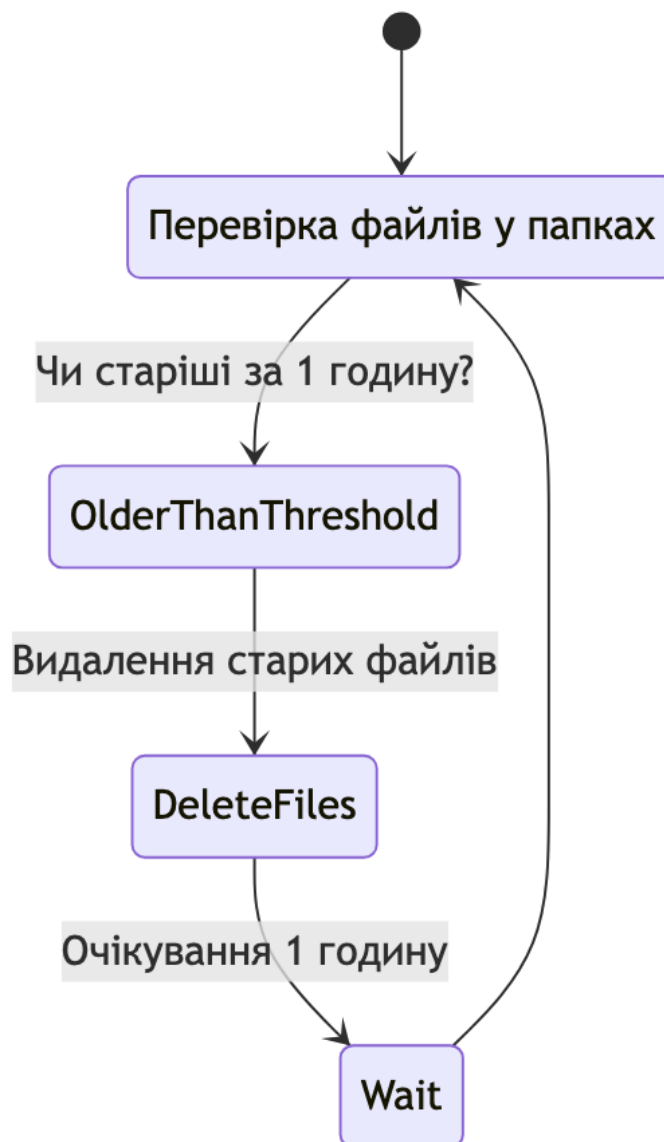 Перевірка файлів у папках
Чи старіші за 1 годину?
OlderThanThreshold
Видалення старих файлів
DeleteFiles
Очікування 1 годину
Wait